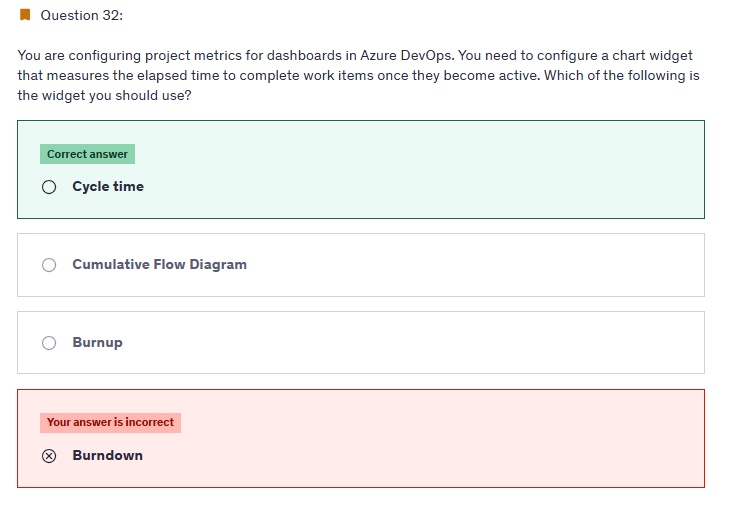 Question 32:
You are configuring project metrics for dashboards in Azure DevOps. You need to configure a chart widget
that measures the elapsed time to complete work items once they become active. Which of the following is
the widget you should use?
Correct answer
Cycle time
Cumulative Flow Diagram
Burnup
Your answer is incorrect
Burndown